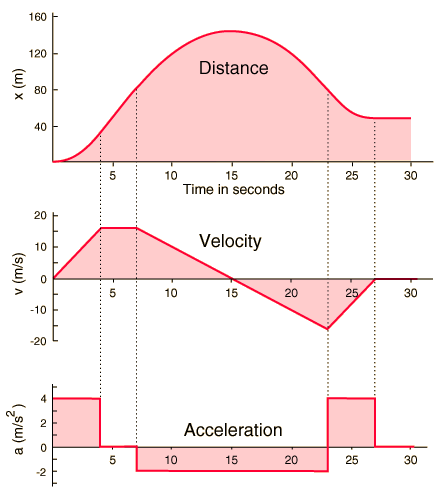 160
120
80
40
x (m)
Distance
5 10 15 20 25 30
Time in seconds
20
10
0
-10
-20
v (m/s)
Velocity
5 10 15 20 25 30
4
2
0
-2
a (m/s²)
Acceleration
5 10 15 20 25 30